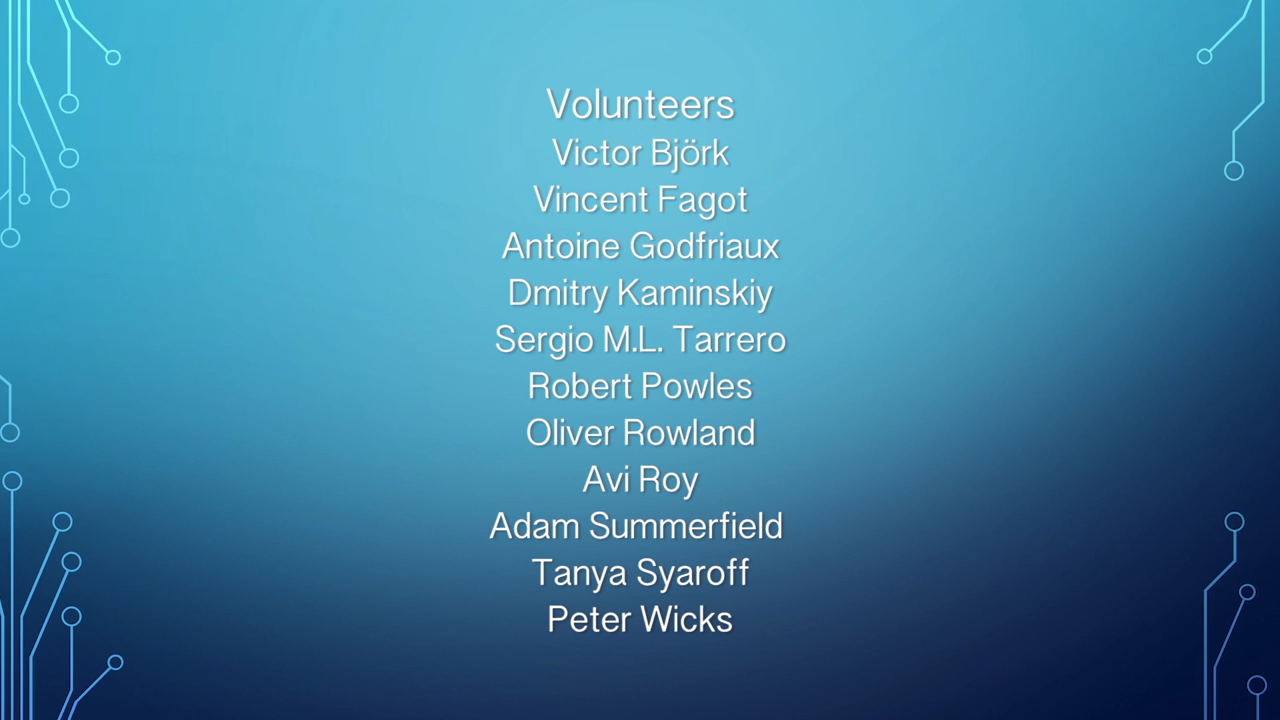 Volunteers
Victor Björk
Vincent Fagot
Antoine Godfriaux
Dmitry Kaminskiy
Sergio M.L. Tarrero
Robert Powles
Oliver Rowland
Avi Roy
Adam Summerfield
Tanya Syaroff
Peter Wicks